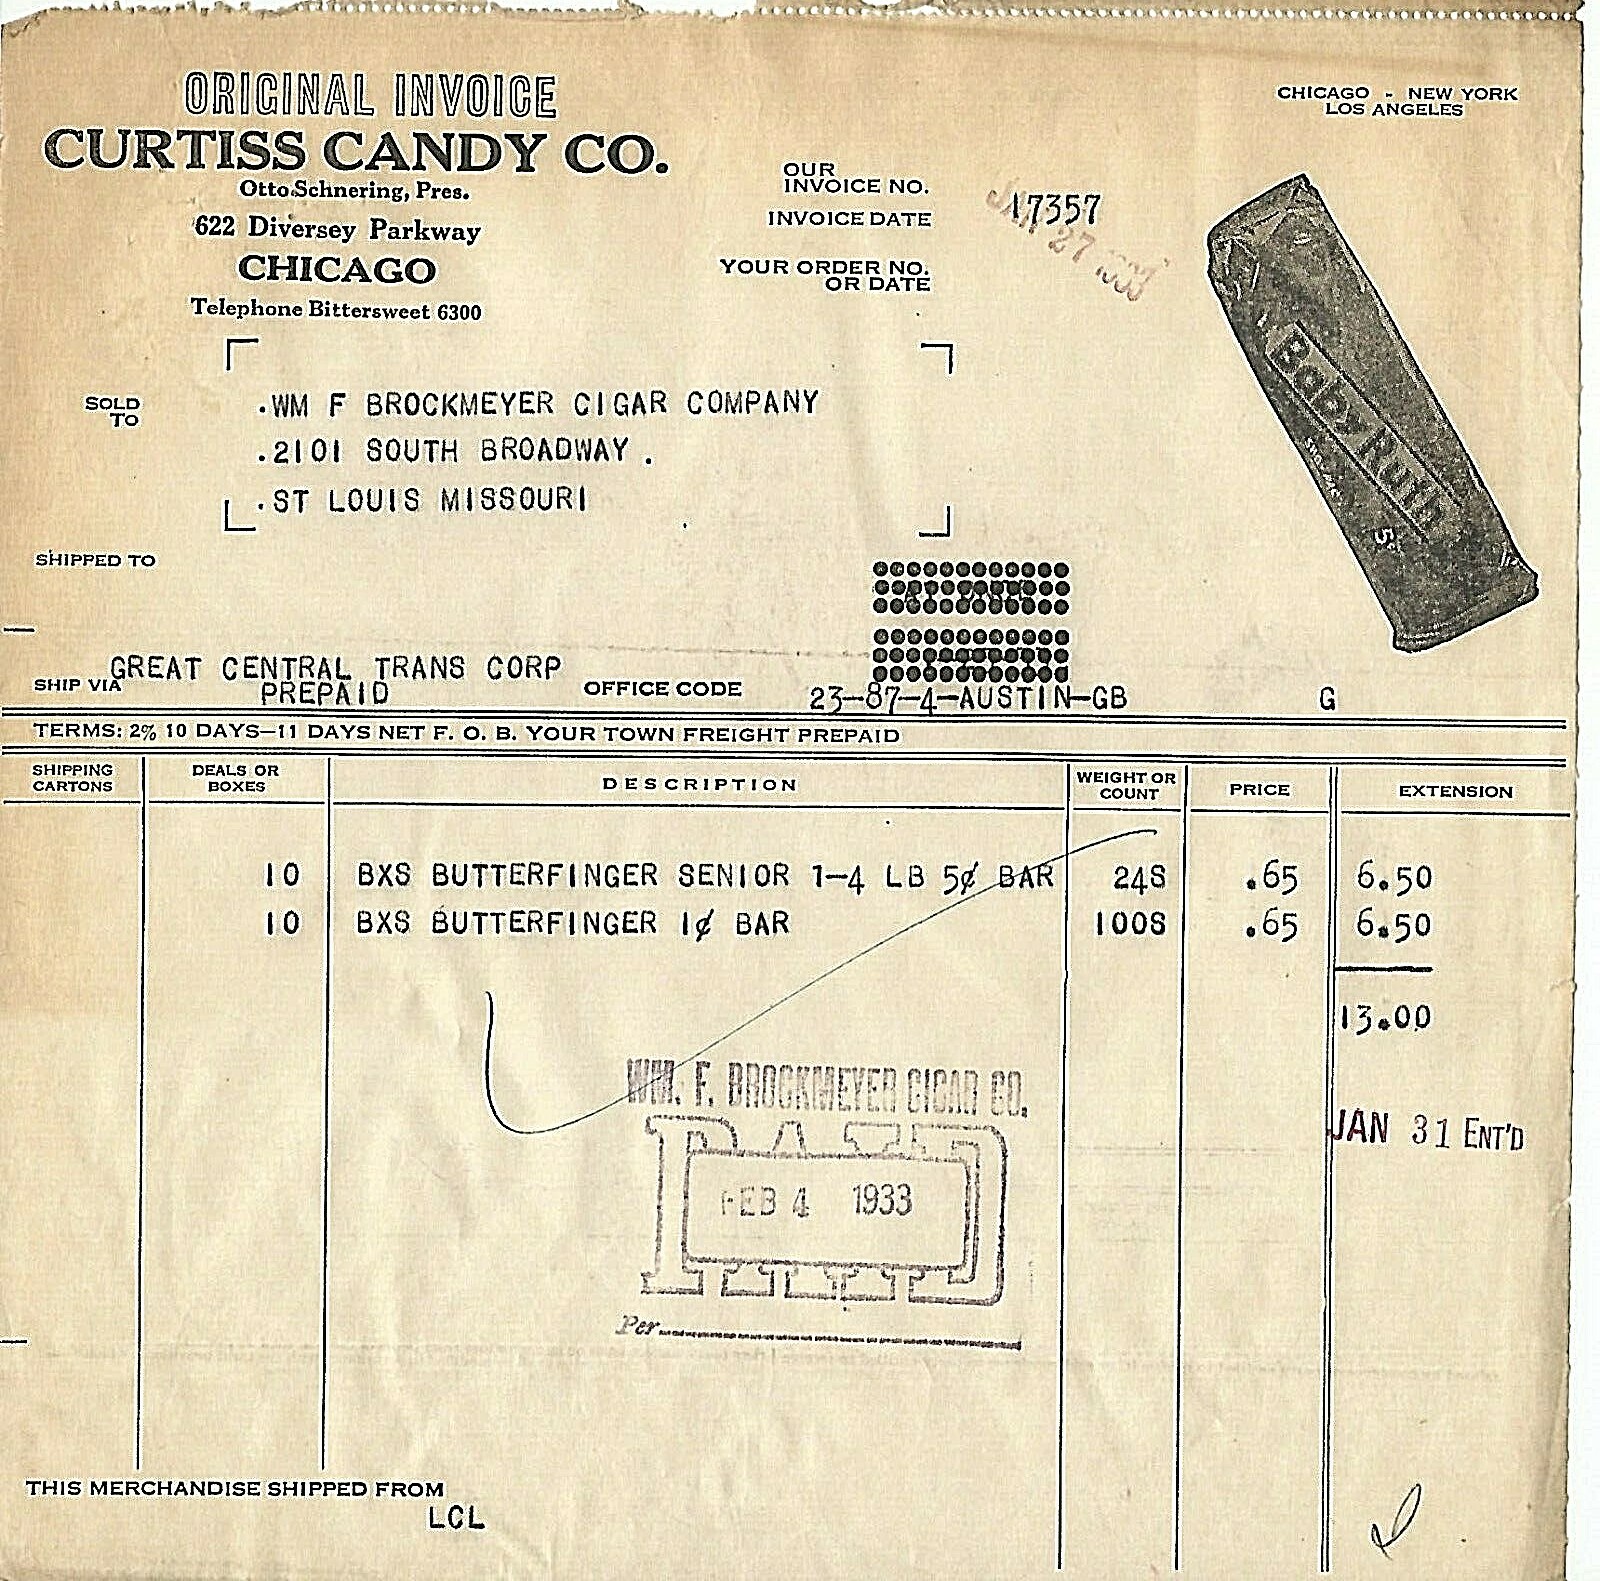 ORIGINAL INVOICE
CURTISS CANDY CO.
Otto Schnering, Pres.
622 Diversey Parkway
CHICAGO
Telephone Bittersweet 6300
CHICAGO - NEW YORK
LOS ANGELES
OUR
INVOICE NO. 17357
INVOICE DATE JAN 27 1933
YOUR ORDER NO.
OR DATE
Baby Ruth
5¢
SOLD
TO
.WM F BROCKMEYER CIGAR COMPANY
.2101 SOUTH BROADWAY.
.ST LOUIS MISSOURI
SHIPPED TO
SHIP VIA GREAT CENTRAL TRANS CORP
PREPAID
OFFICE CODE 23-87-4-AUSTIN-GB G
TERMS: 2% 10 DAYS-11 DAYS NET F. O. B. YOUR TOWN FREIGHT PREPAID
SHIPPING
CARTONS
DEALS OR
BOXES
DESCRIPTION
WEIGHT OR
COUNT
PRICE
EXTENSION
10 BXS BUTTERFINGER SENIOR 1-4 LB 5¢ BAR 24S .65 6.50
10 BXS BUTTERFINGER 1¢ BAR 100S .65 6.50
13.00
JAN 31 ENT'D
WM. F. BROCKMEYER CIGAR CO.
PAID
FEB 4 1933
Per
THIS MERCHANDISE SHIPPED FROM
LCL